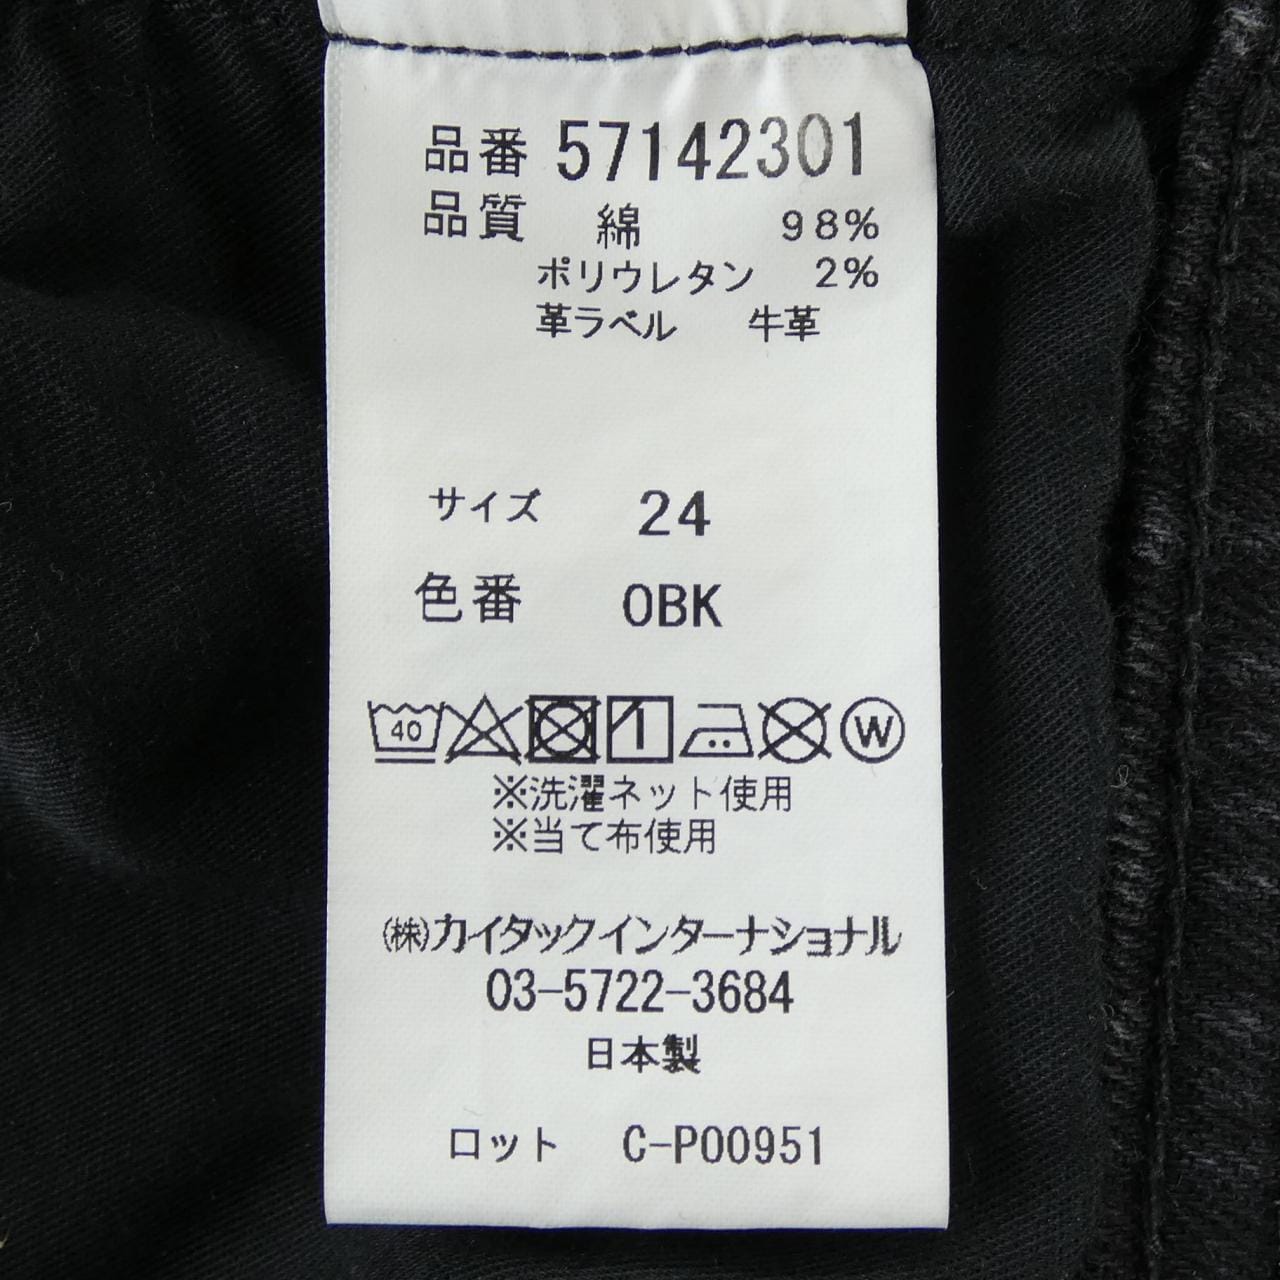 品番 57142301
品質 綿 98%
ポリウレタン 2%
革ラベル 牛革
サイズ 24
色番 0BK
40 1 W
※洗濯ネット使用
※当て布使用
㈱カイタックインターナショナル
03-5722-3684
日本製
ロット C-P00951